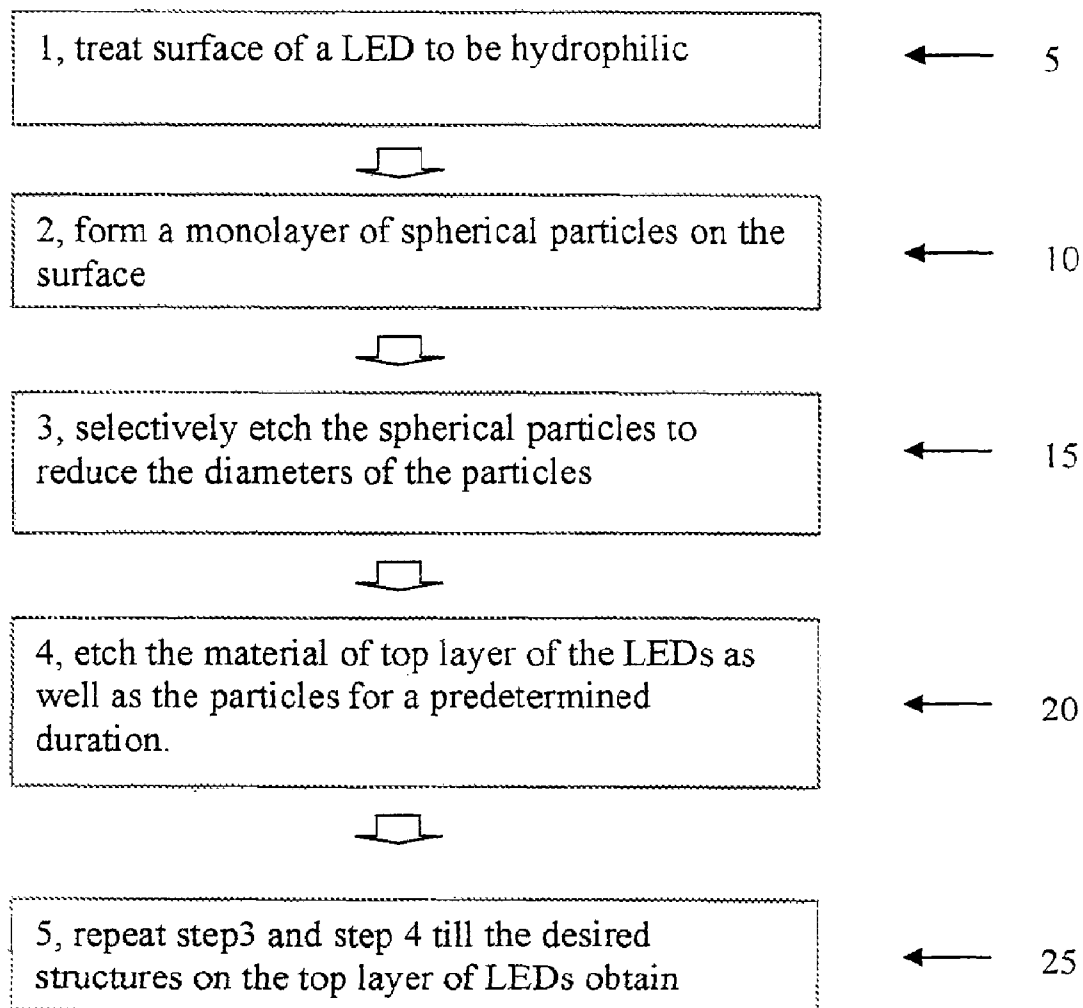 1, treat surface of a LED to be hydrophilic
5
2, form a monolayer of spherical particles on the
surface
10
3, selectively etch the spherical particles to
reduce the diameters of the particles
15
4, etch the material of top layer of the LEDs as
well as the particles for a predetermined
duration.
20
5, repeat step3 and step 4 till the desired
structures on the top layer of LEDs obtain
25